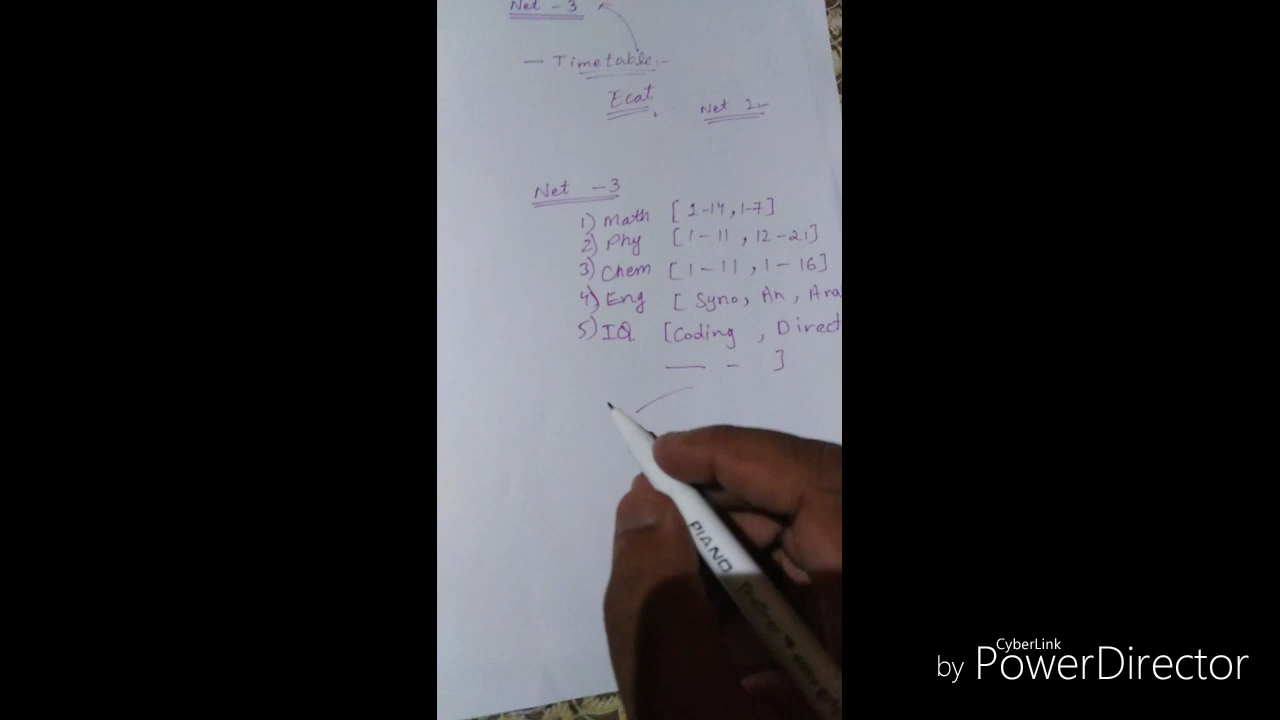 Net - 3
— Timetable:-
Ecat
Net 2:-
Net - 3
1) Math [ 1-14, 1-7 ]
2) Phy [ 1-11, 12-21 ]
3) Chem [ 1-11, 1-16 ]
4) Eng [ Syno, An, Ana
5) IQ [ Coding, Direct
— - ]
PIANO
CyberLink
by PowerDirector